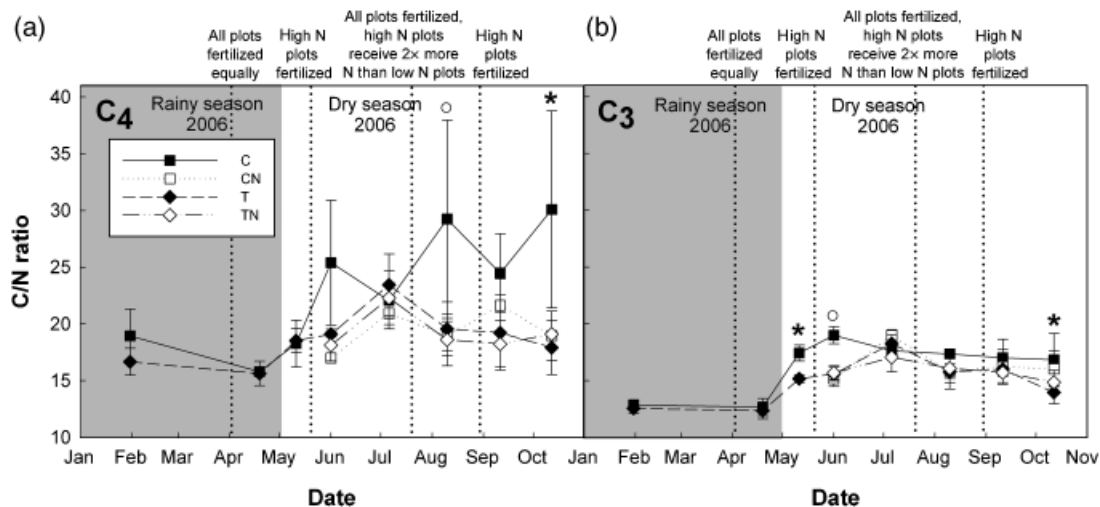 (a)
All plots
fertilized
equally
High N
plots
fertilized
All plots fertilized,
high N plots
receive 2× more
N than low N plots
High N
plots
fertilized
(b)
All plots
fertilized
equally
High N
plots
fertilized
All plots fertilized,
high N plots
receive 2× more
N than low N plots
High N
plots
fertilized
C4
Rainy season
2006
Dry season
2006
*
C
CN
T
TN
C3
Rainy season
2006
Dry season
2006
*
*
C/N ratio
40
35
30
25
20
15
10
Jan Feb Mar Apr May Jun Jul Aug Sep Oct Jan Feb Mar Apr May Jun Jul Aug Sep Oct Nov
Date
Date